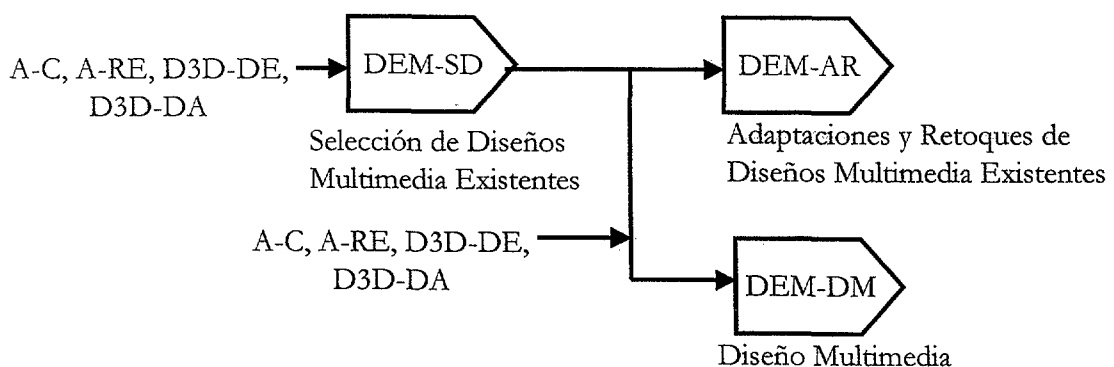 A-C, A-RE, D3D-DE,
D3D-DA
DEM-SD
Selección de Diseños
Multimedia Existentes
DEM-AR
Adaptaciones y Retoques de
Diseños Multimedia Existentes
A-C, A-RE, D3D-DE,
D3D-DA
DEM-DM
Diseño Multimedia